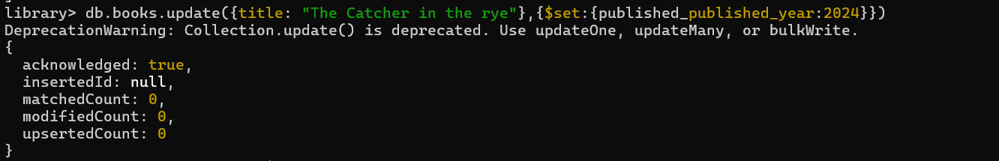 ]
library> db.books.update({title: "The Catcher in the rye"},{$set:{published_published_year:2024}})
DeprecationWarning: Collection.update() is deprecated. Use updateOne, updateMany, or bulkWrite.
{
  acknowledged: true,
  insertedId: null,
  matchedCount: 0,
  modifiedCount: 0,
  upsertedCount: 0
}